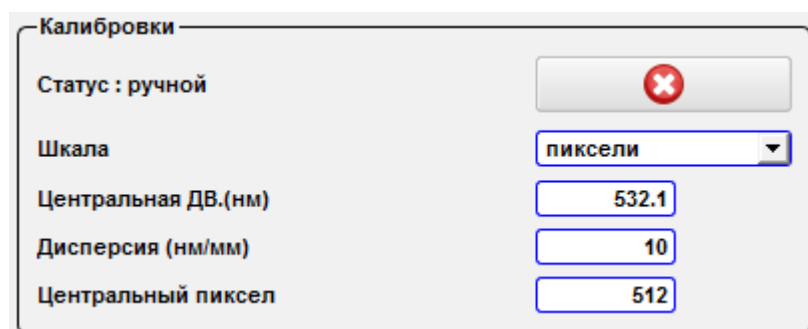 Калибровки
Статус : ручной
Шкала пиксели
Центральная ДВ.(нм) 532.1
Дисперсия (нм/мм) 10
Центральный пиксел 512